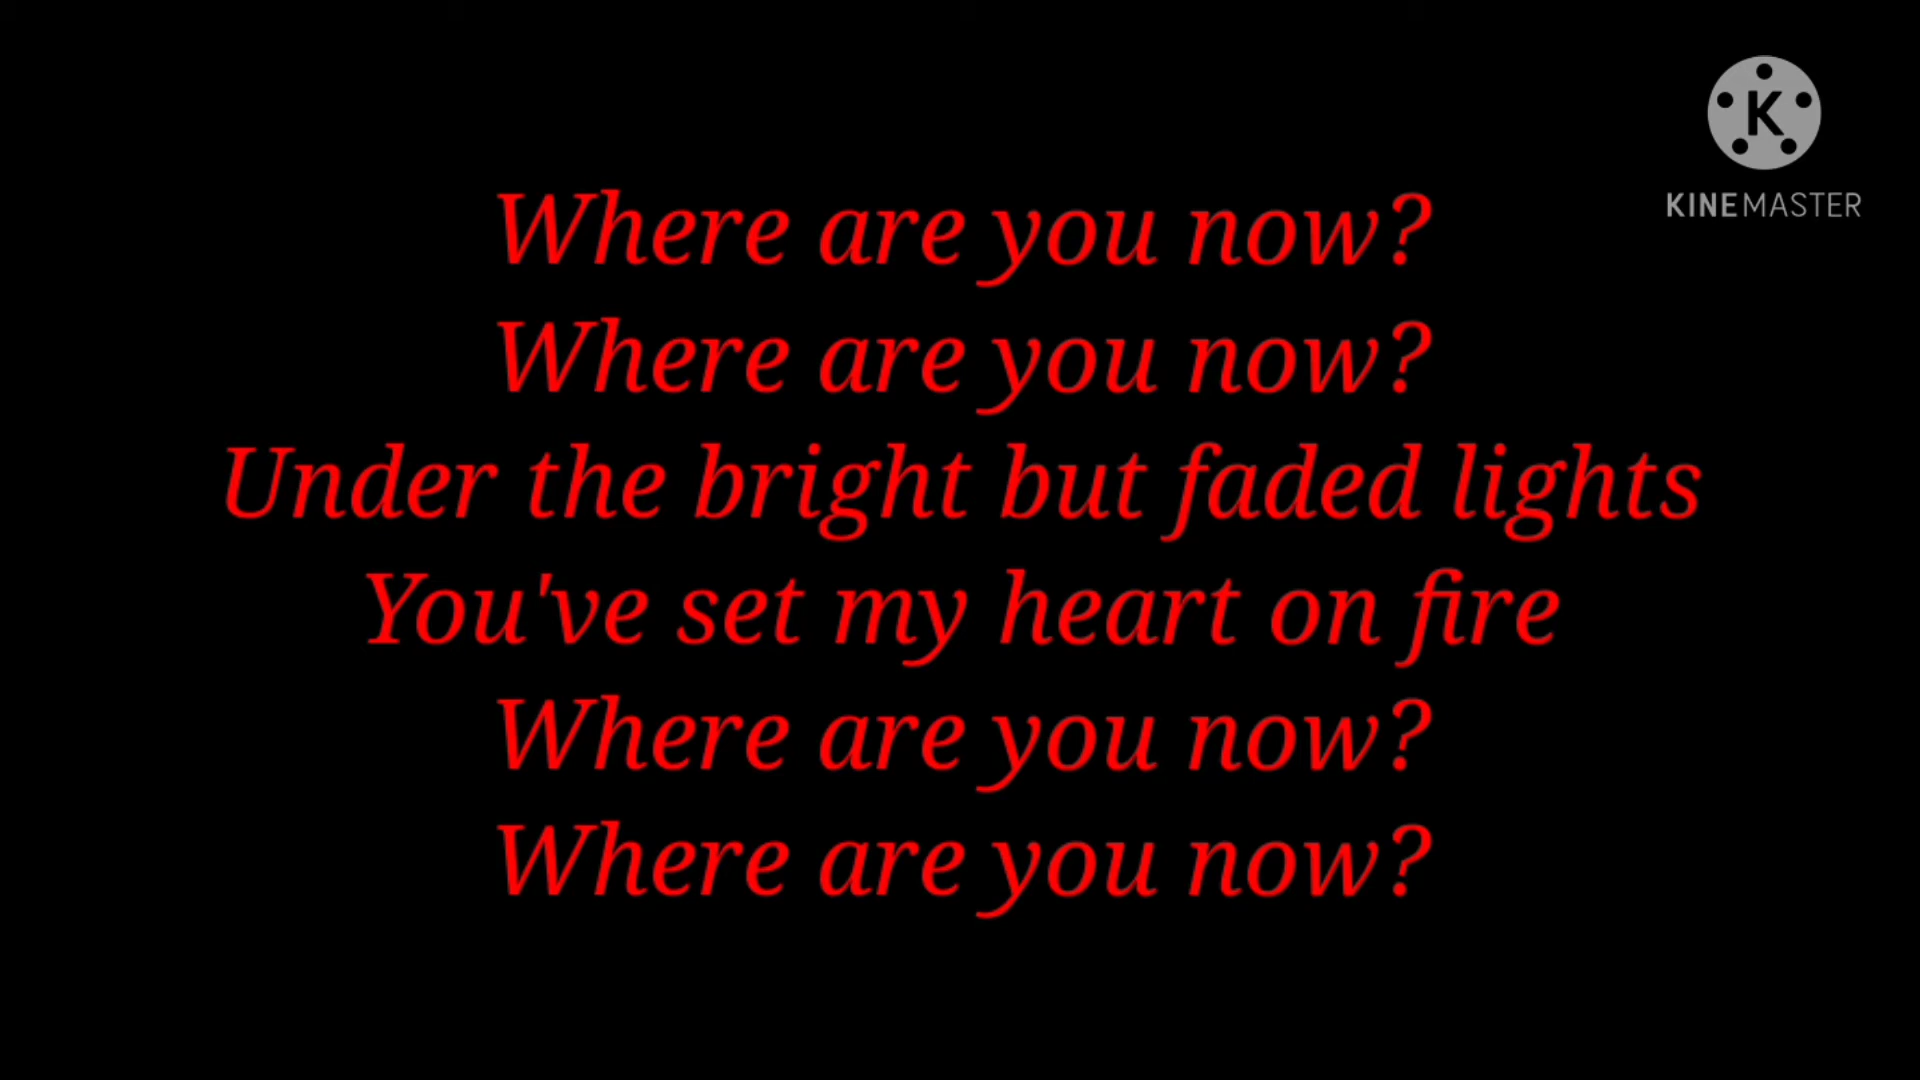 K
KINEMASTER
Where are you now?
Where are you now?
Under the bright but faded lights
You've set my heart on fire
Where are you now?
Where are you now?